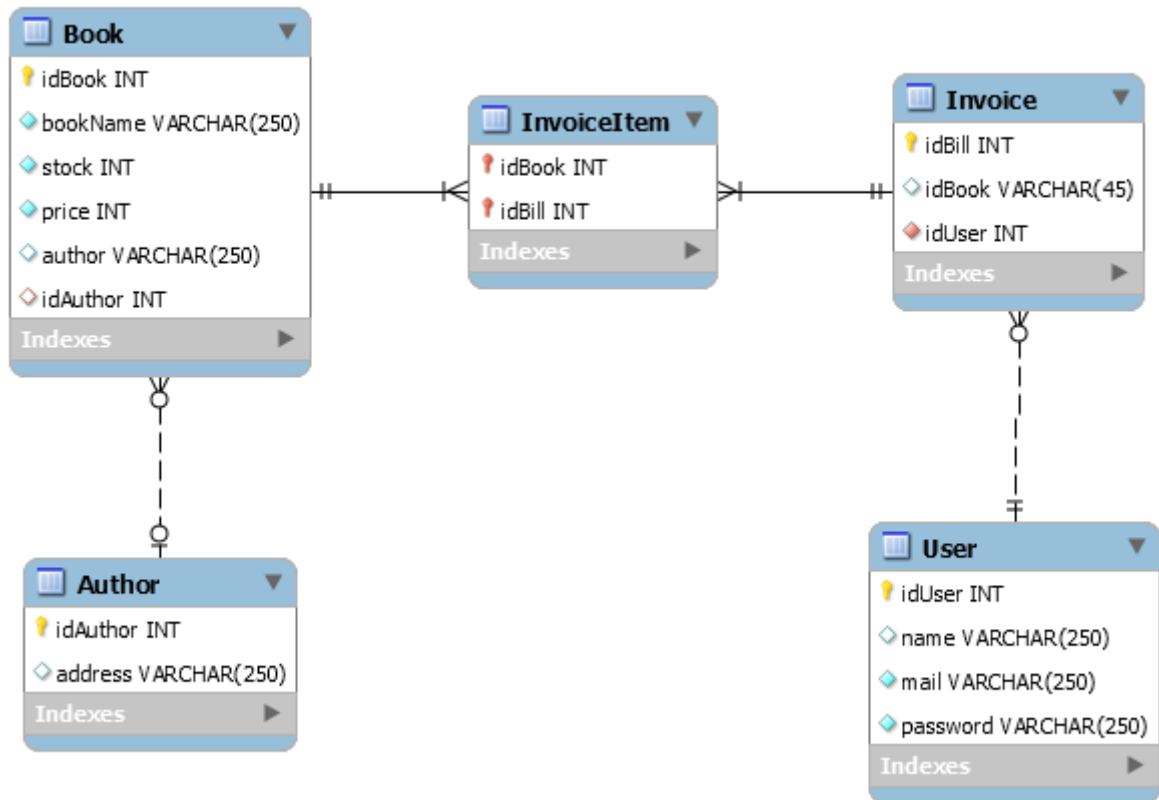 Book
idBook INT
bookName VARCHAR(250)
stock INT
price INT
author VARCHAR(250)
idAuthor INT
Indexes
InvoiceItem
idBook INT
idBill INT
Indexes
Invoice
idBill INT
idBook VARCHAR(45)
idUser INT
Indexes
Author
idAuthor INT
address VARCHAR(250)
Indexes
User
idUser INT
name VARCHAR(250)
mail VARCHAR(250)
password VARCHAR(250)
Indexes